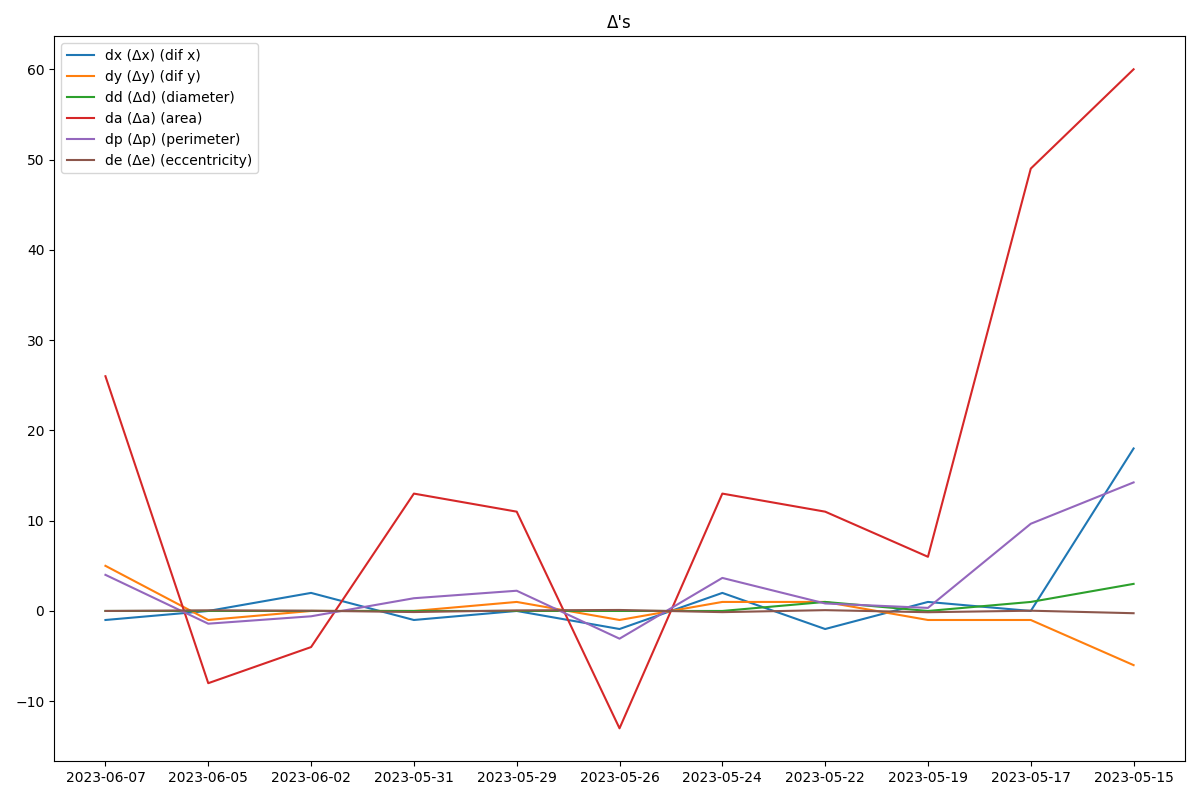 Δ's
dx (Δx) (dif x)
dy (Δy) (dif y)
dd (Δd) (diameter)
da (Δa) (area)
dp (Δp) (perimeter)
de (Δe) (eccentricity)
60
50
40
30
20
10
0
−10
2023-06-07 2023-06-05 2023-06-02 2023-05-31 2023-05-29 2023-05-26 2023-05-24 2023-05-22 2023-05-19 2023-05-17 2023-05-15